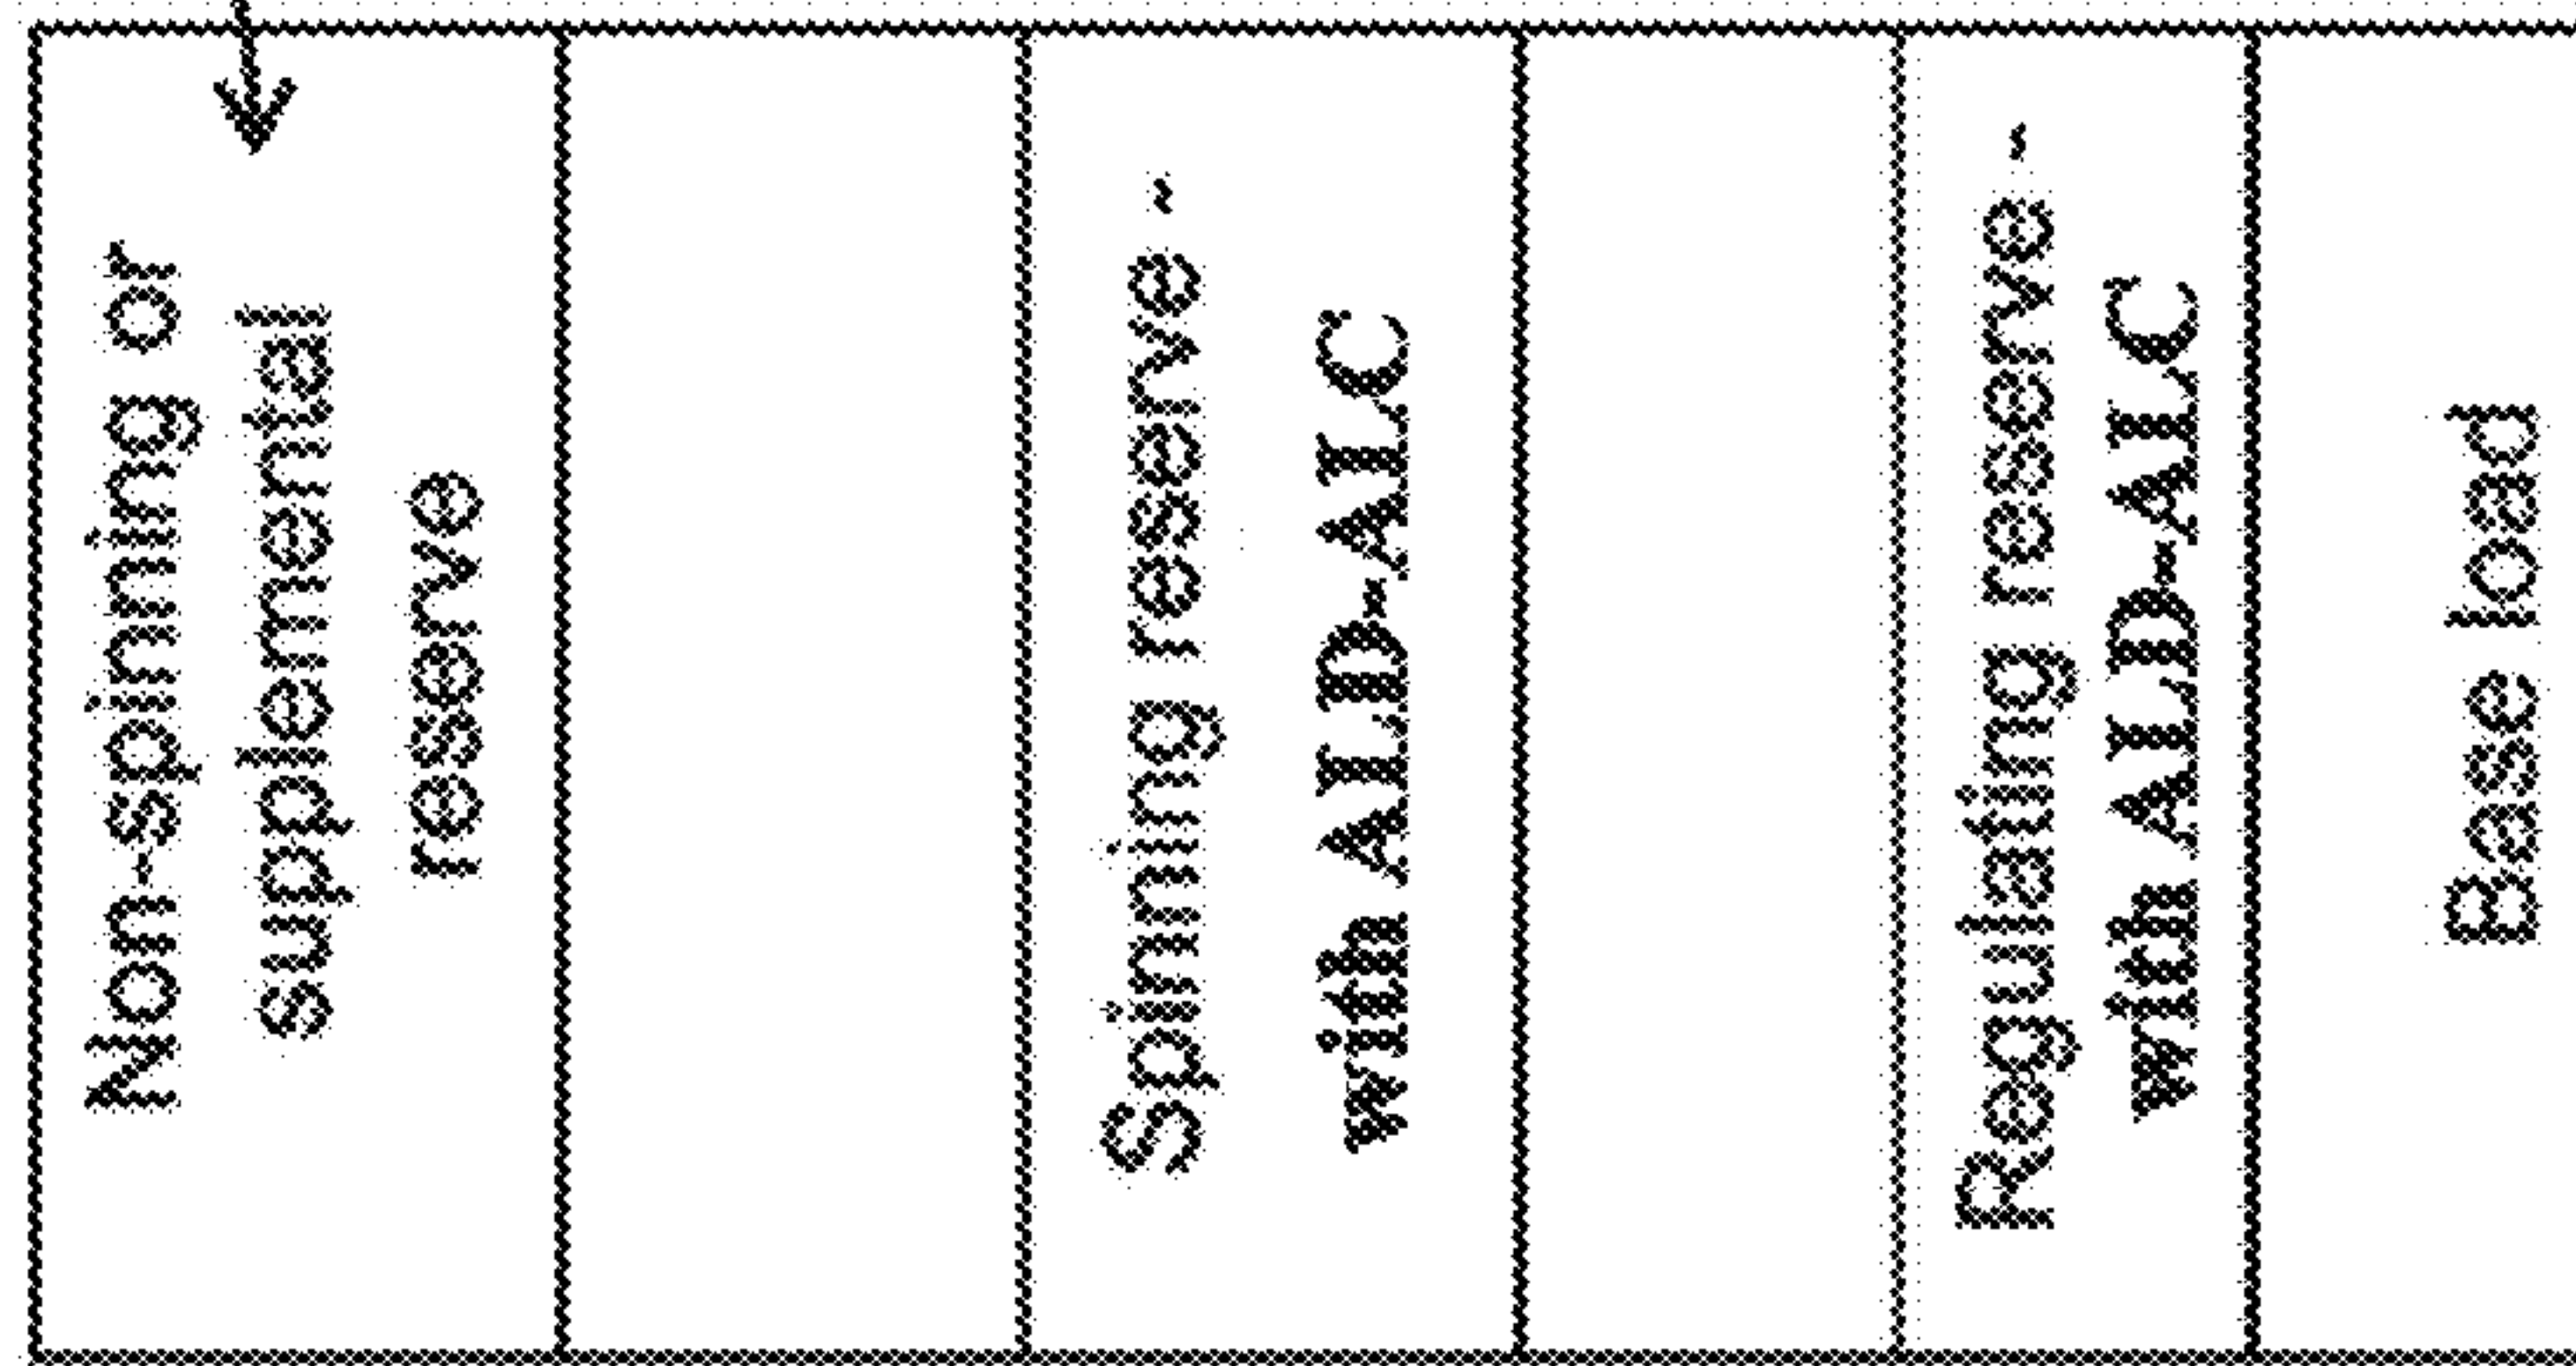 Non-spinning or
supplemental
reserve
Spinning reserve -
with ALD-ALC
Regulating reserve -
with ALD-ALC
Base load